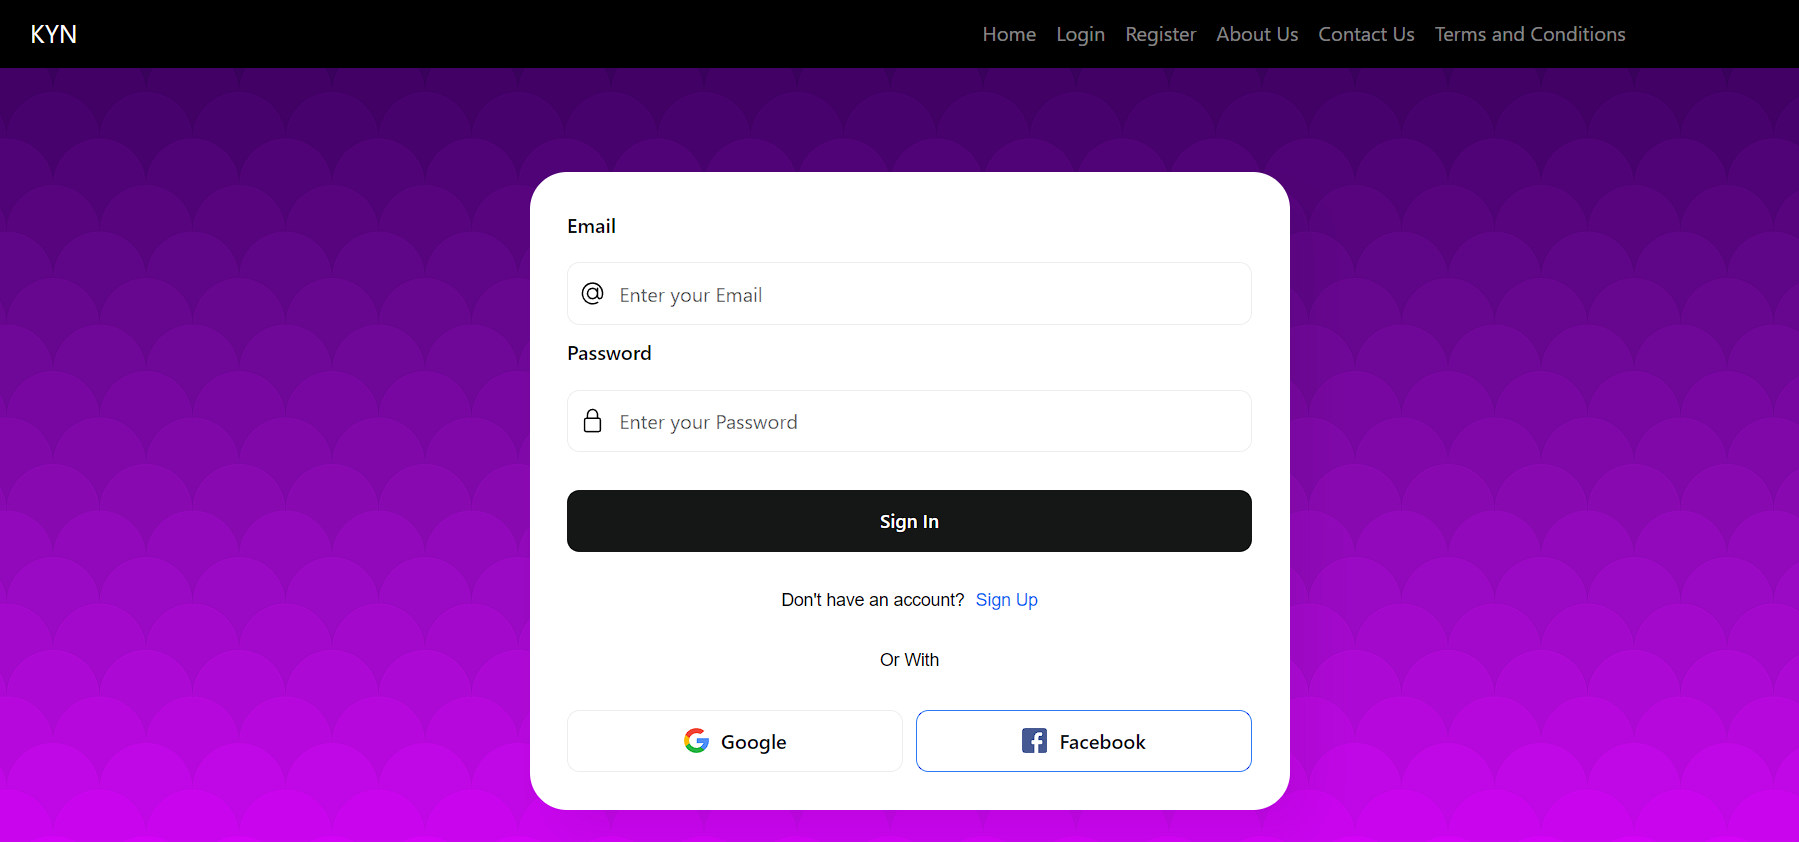 KYN Home Login Register About Us Contact Us Terms and Conditions
Email
Enter your Email
Password
Enter your Password
Sign In
Don't have an account? Sign Up
Or With
Google Facebook